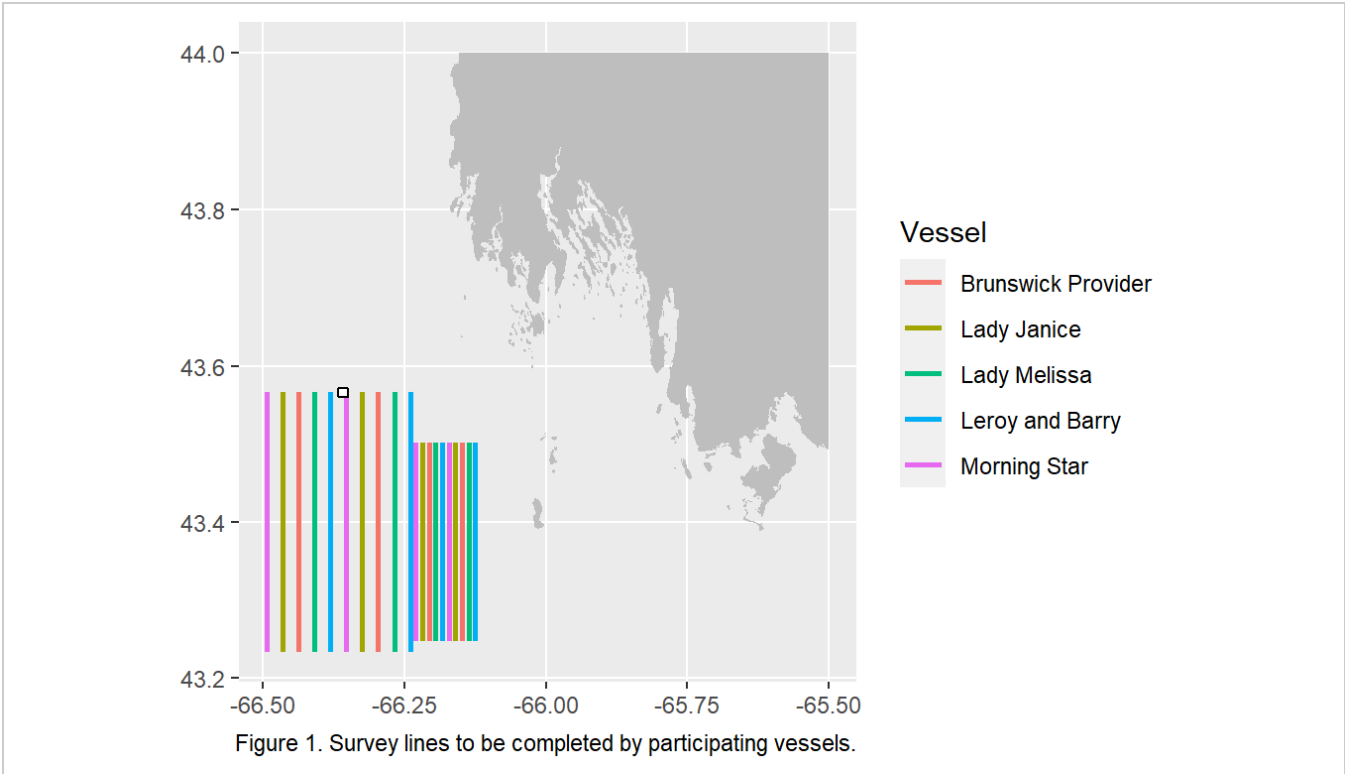 44.0
43.8
43.6
43.4
43.2
-66.50 -66.25 -66.00 -65.75 -65.50
Vessel
Brunswick Provider
Lady Janice
Lady Melissa
Leroy and Barry
Morning Star
Figure 1. Survey lines to be completed by participating vessels.